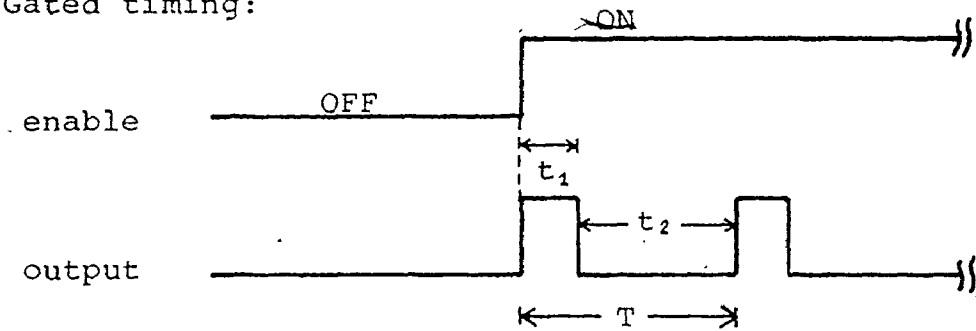 Gated timing:
ON
OFF
enable
t₁
t₂
output
T